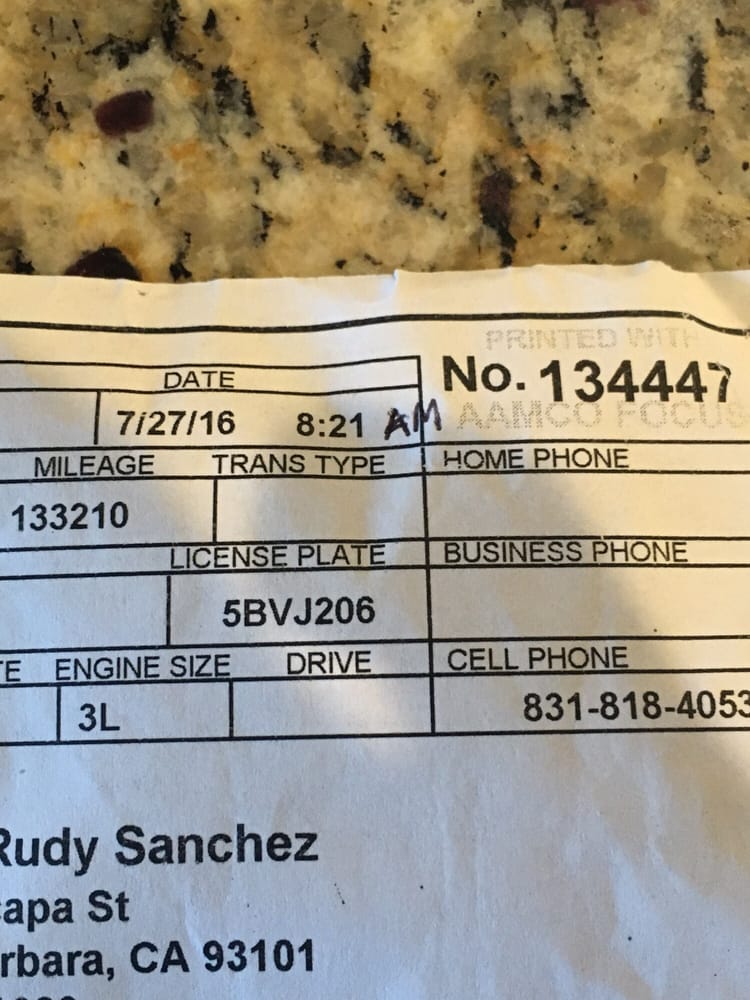 PRINTED WITH
DATE No. 134447
7/27/16 8:21 AM AAMCO FOCUS
MILEAGE TRANS TYPE HOME PHONE
133210
LICENSE PLATE BUSINESS PHONE
5BVJ206
TE ENGINE SIZE DRIVE CELL PHONE
3L 831-818-4053
Rudy Sanchez
capa St
rbara, CA 93101